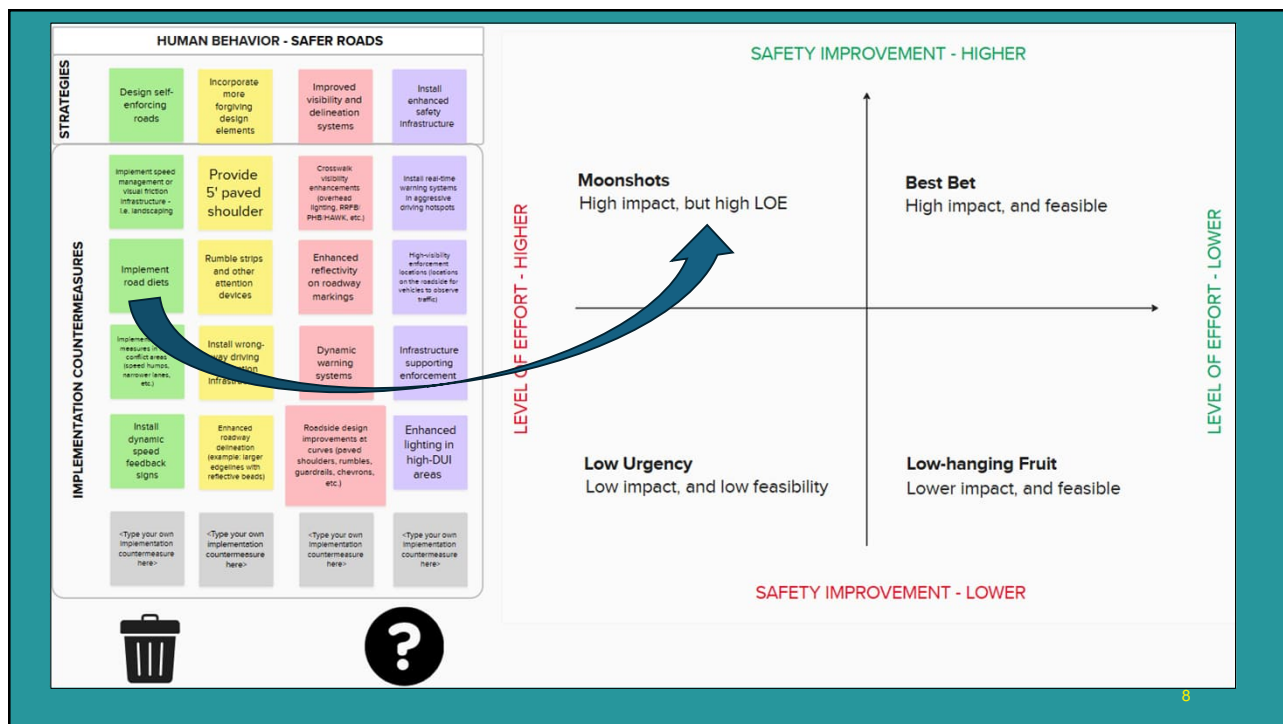 HUMAN BEHAVIOR - SAFER ROADS
STRATEGIES
Design self-
enforcing
roads
Incorporate
more
forgiving
design
elements
Improved
visibility and
delineation
systems
Install
enhanced
safety
infrastructure
IMPLEMENTATION COUNTERMEASURES
Implement speed
management or
visual friction
infrastructure -
i.e. landscaping
Provide
5' paved
shoulder
Crosswalk
visibility
enhancements
(overhead
lighting, RRFB/
PHB/HAWK, etc.)
Install real-time
warning systems
in aggressive
driving hotspots
Implement
road diets
Rumble strips
and other
attention
devices
Enhanced
reflectivity
on roadway
markings
High-visibility
enforcement
locations (locations
on the roadside for
vehicles to observe
traffic)
measures in
conflict areas
(speed humps,
narrower lanes,
etc.)
Install wrong-
way driving
Dynamic
warning
systems
Infrastructure
supporting
enforcement
Install
dynamic
speed
feedback
signs
Enhanced
roadway
delineation
(example: larger
edgelines with
reflective beads)
Roadside design
improvements at
curves (paved
shoulders, rumbles,
guardrails, chevrons,
etc.)
Enhanced
lighting in
high-DUI
areas
<Type your own
implementation
countermeasure
here>
<Type your own
implementation
countermeasure
here>
<Type your own
implementation
countermeasure
here>
<Type your own
implementation
countermeasure
here>
?
SAFETY IMPROVEMENT - HIGHER
LEVEL OF EFFORT - HIGHER
Moonshots
High impact, but high LOE
Best Bet
High impact, and feasible
LEVEL OF EFFORT - LOWER
Low Urgency
Low impact, and low feasibility
Low-hanging Fruit
Lower impact, and feasible
SAFETY IMPROVEMENT - LOWER
8